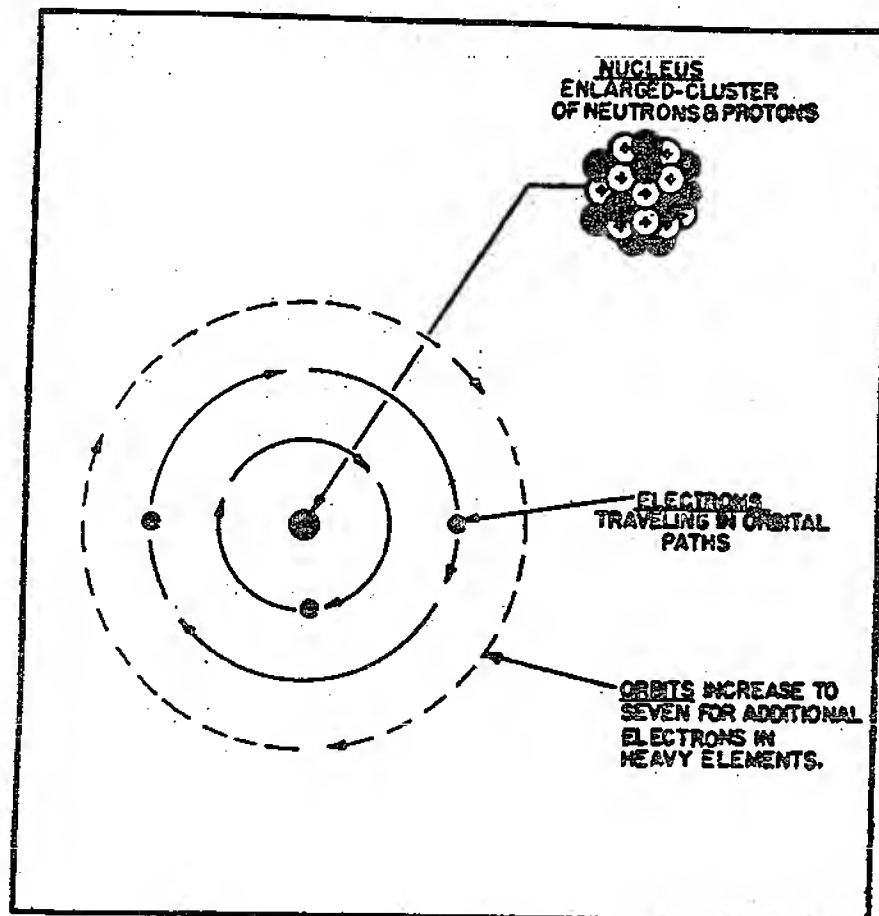 NUCLEUS
ENLARGED-CLUSTER
OF NEUTRONS & PROTONS
ELECTRONS
TRAVELING IN ORBITAL
PATHS
ORBITS INCREASE TO
SEVEN FOR ADDITIONAL
ELECTRONS IN
HEAVY ELEMENTS.